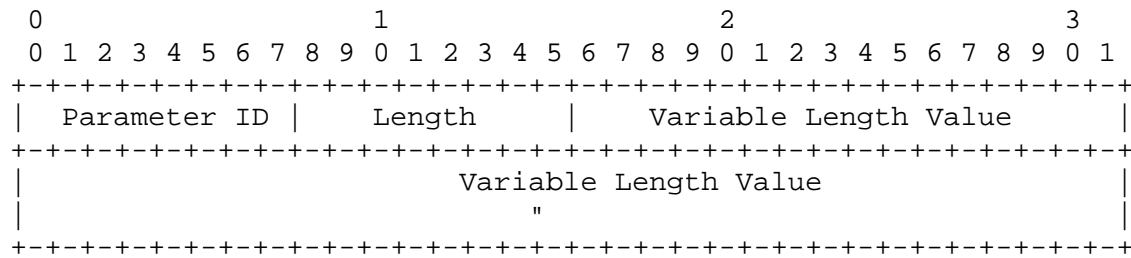 0                   1                   2                   3
 0 1 2 3 4 5 6 7 8 9 0 1 2 3 4 5 6 7 8 9 0 1 2 3 4 5 6 7 8 9 0 1
+-+-+-+-+-+-+-+-+-+-+-+-+-+-+-+-+-+-+-+-+-+-+-+-+-+-+-+-+-+-+-+
|  Parameter ID |    Length     |    Variable Length Value      |
+-+-+-+-+-+-+-+-+-+-+-+-+-+-+-+-+-+-+-+-+-+-+-+-+-+-+-+-+-+-+-+
|                         Variable Length Value                 |
|                             "                                 |
+-+-+-+-+-+-+-+-+-+-+-+-+-+-+-+-+-+-+-+-+-+-+-+-+-+-+-+-+-+-+-+